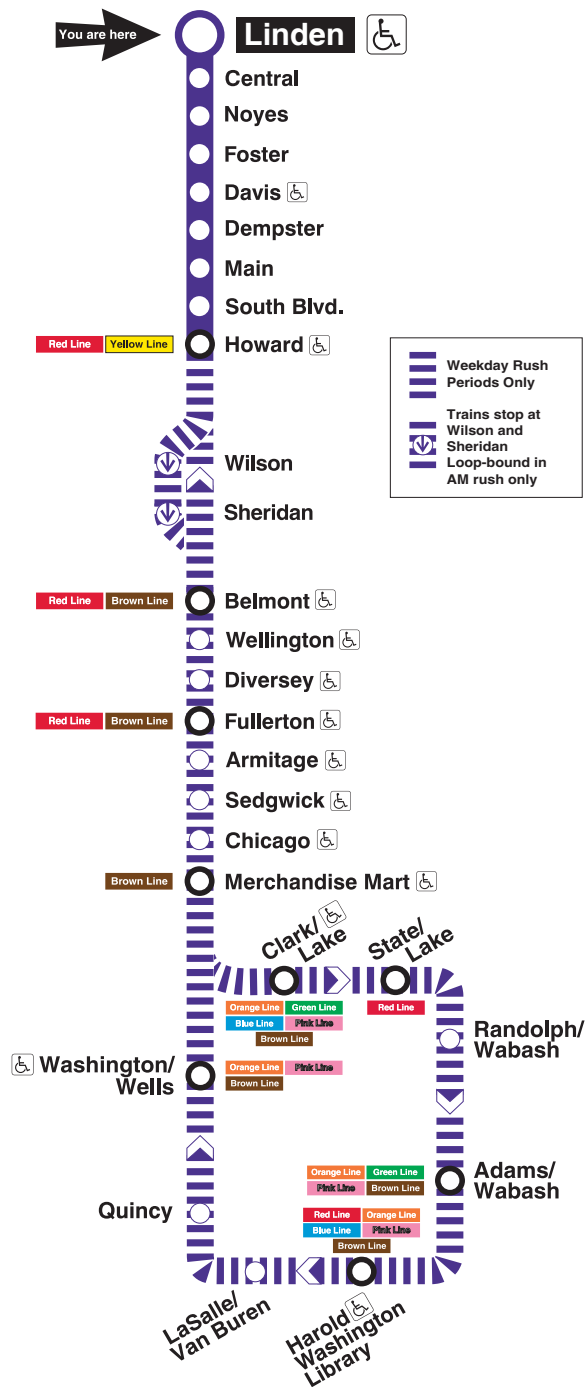 You are here
Linden
Central
Noyes
Foster
Davis
Dempster
Main
South Blvd.
Red Line Yellow Line Howard
Weekday Rush
Periods Only
Trains stop at
Wilson and
Sheridan
Loop-bound in
AM rush only
Wilson
Sheridan
Red Line Brown Line Belmont
Wellington
Diversey
Red Line Brown Line Fullerton
Armitage
Sedgwick
Chicago
Brown Line Merchandise Mart
Clark/
Lake
Orange Line Green Line
Blue Line Pink Line
Brown Line
State/
Lake
Red Line
Randolph/
Wabash
Washington/
Wells
Orange Line Pink Line
Brown Line
Orange Line Green Line
Pink Line Brown Line
Adams/
Wabash
Quincy
Red Line Orange Line
Blue Line Pink Line
Brown Line
LaSalle/
Van Buren
Harold
Washington
Library